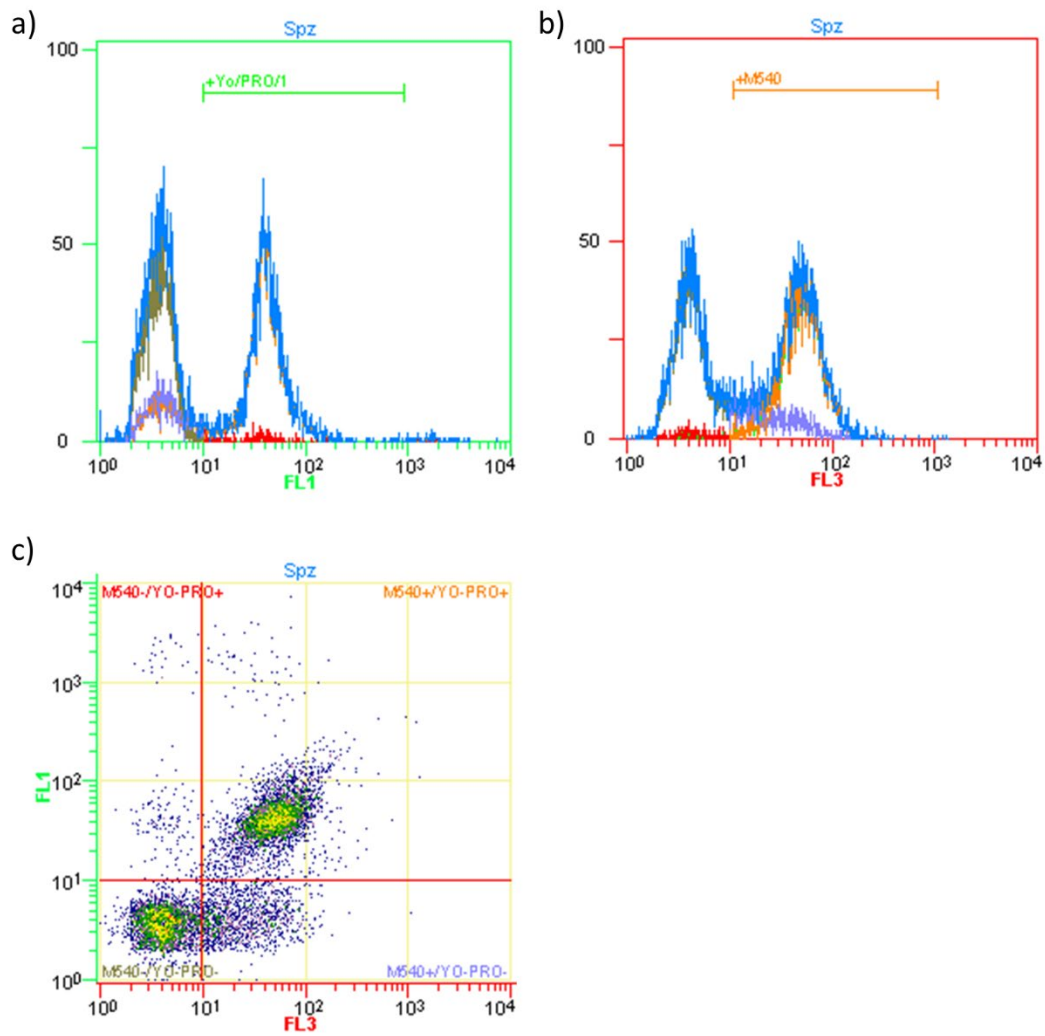 a)
Spz
100
50
0
+Yo/PRO/1
10⁰ 10¹ 10² 10³ 10⁴
FL1
b)
Spz
100
50
0
+M540
10⁰ 10¹ 10² 10³ 10⁴
FL3
c)
Spz
M540-/YO-PRO+ M540+/YO-PRO+
10⁴
10³
10²
10¹
10⁰
FL1
M540-/YO-PRO- M540+/YO-PRO-
10⁰ 10¹ 10² 10³ 10⁴
FL3